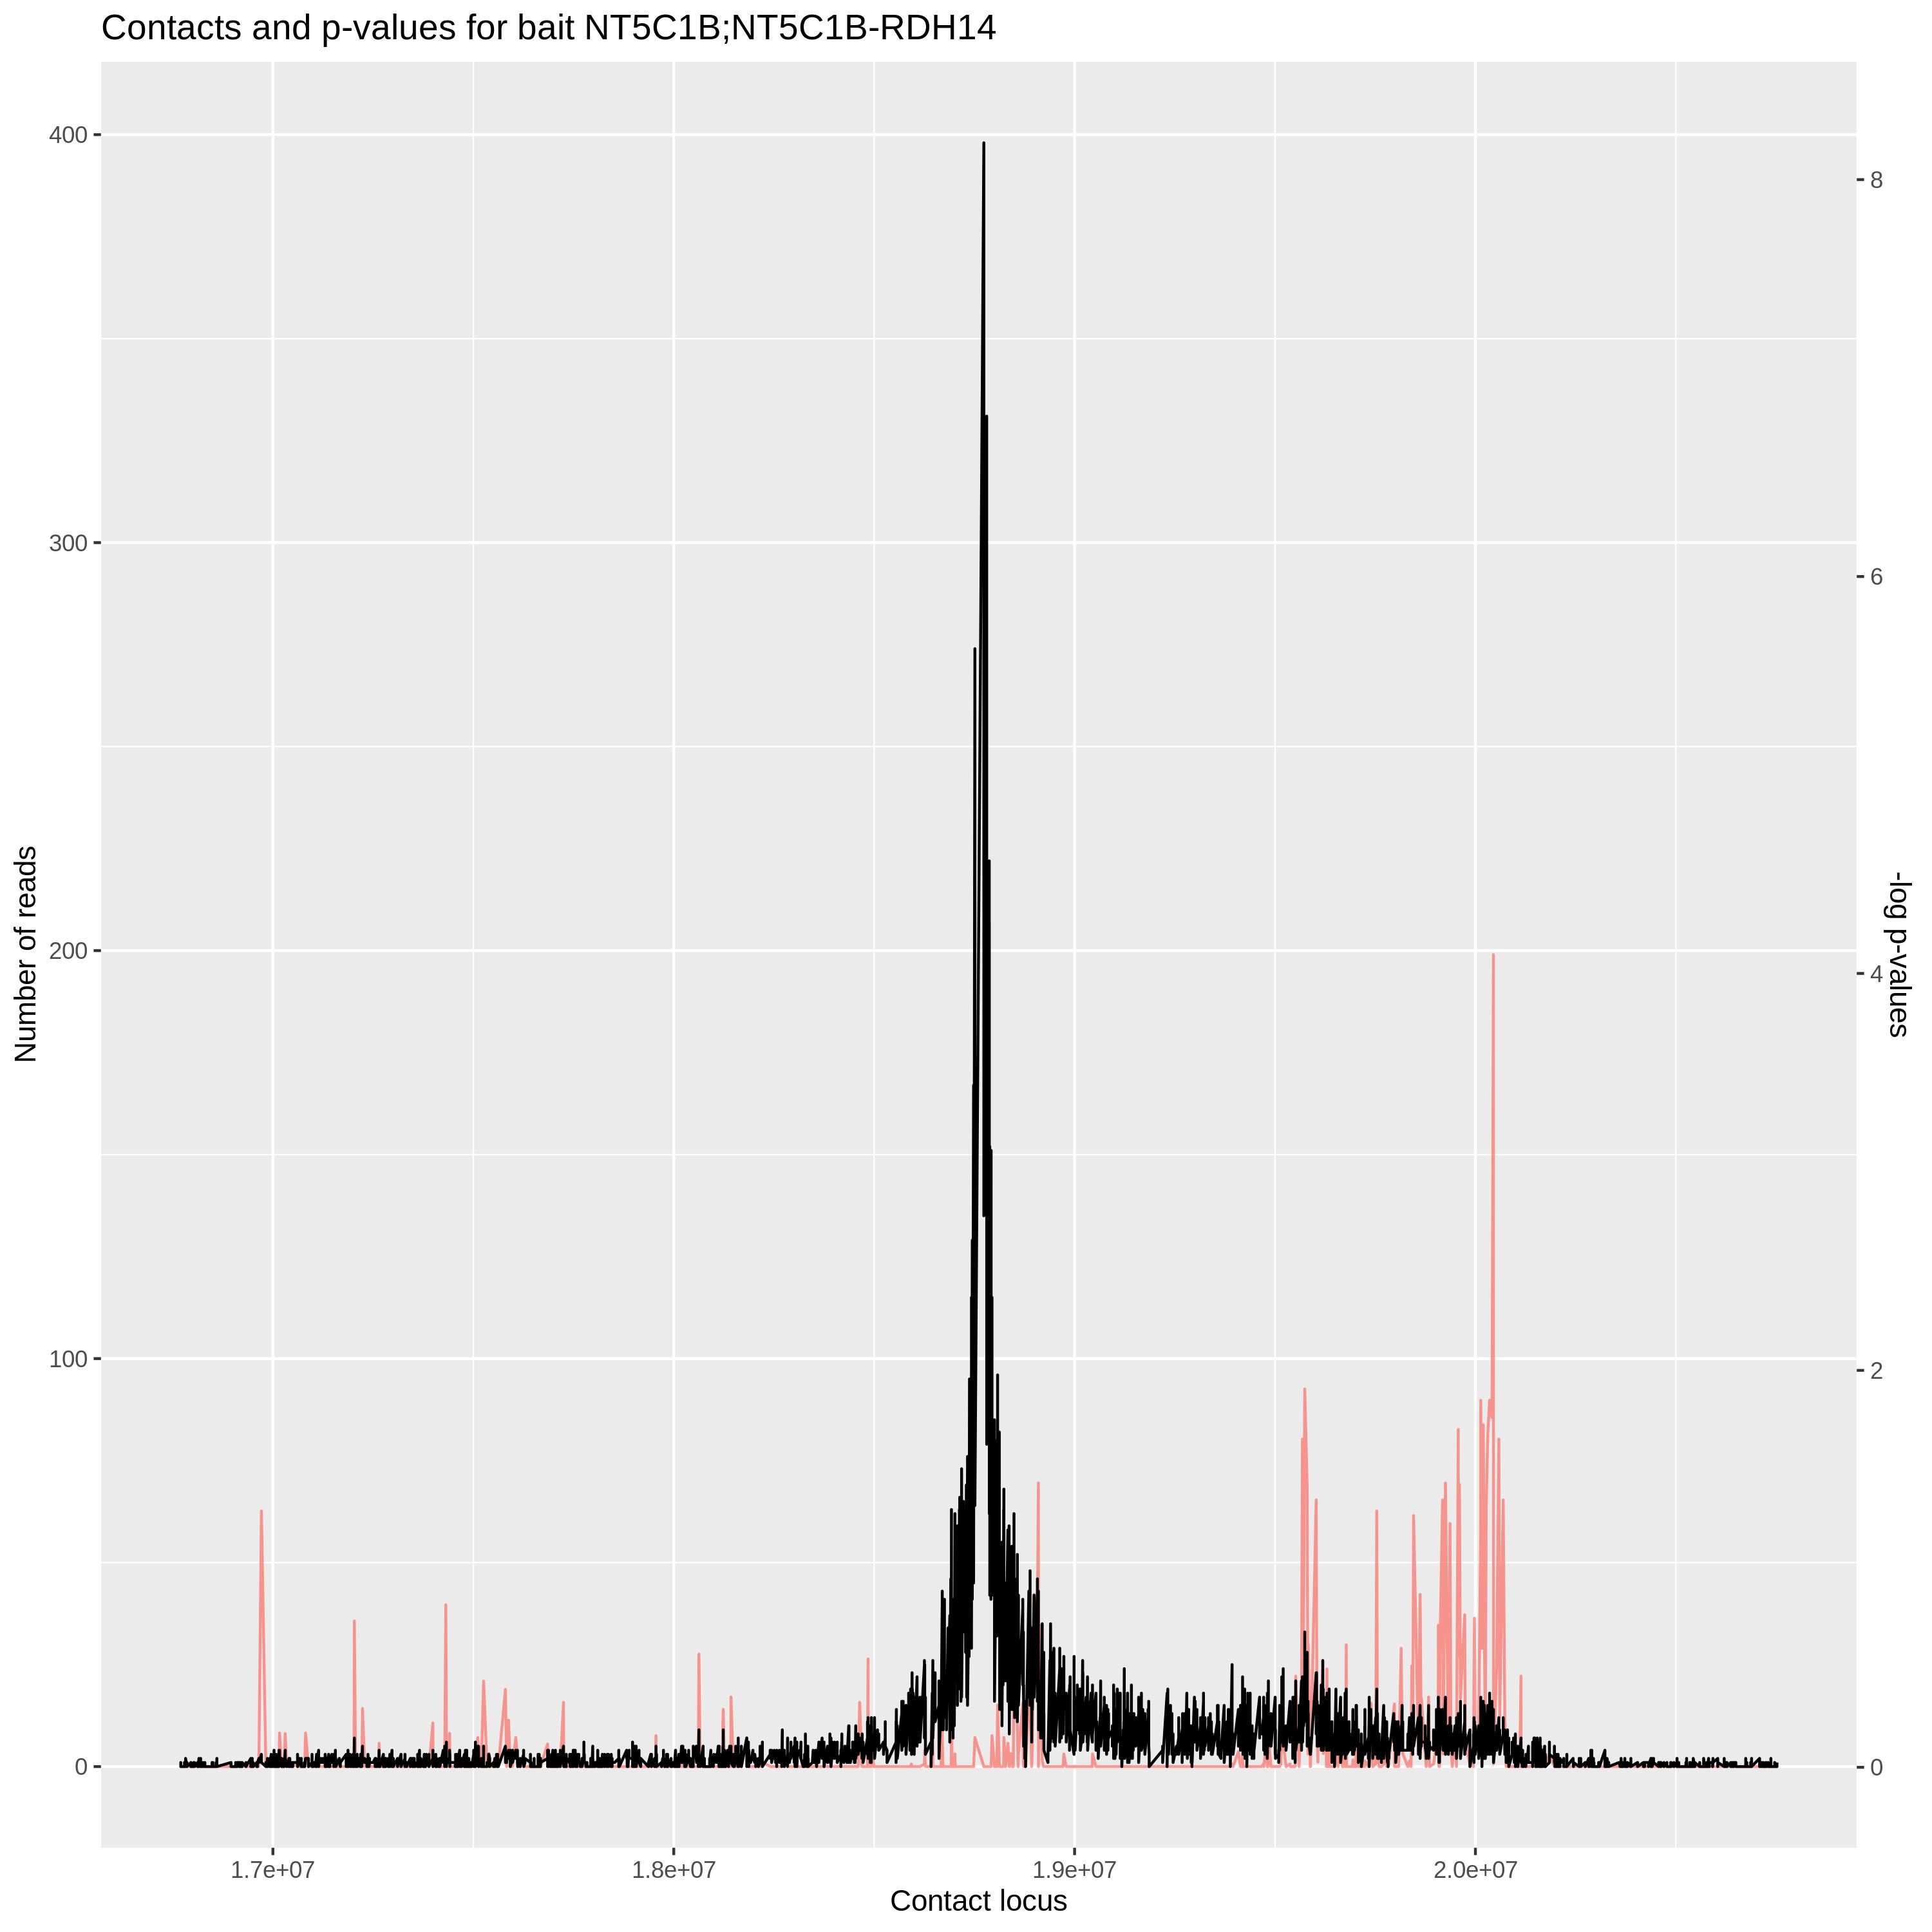 Contacts and p-values for bait NT5C1B;NT5C1B-RDH14
400
300
200
100
0
Number of reads
8
6
4
2
0
-log p-values
1.7e+07 1.8e+07 1.9e+07 2.0e+07
Contact locus